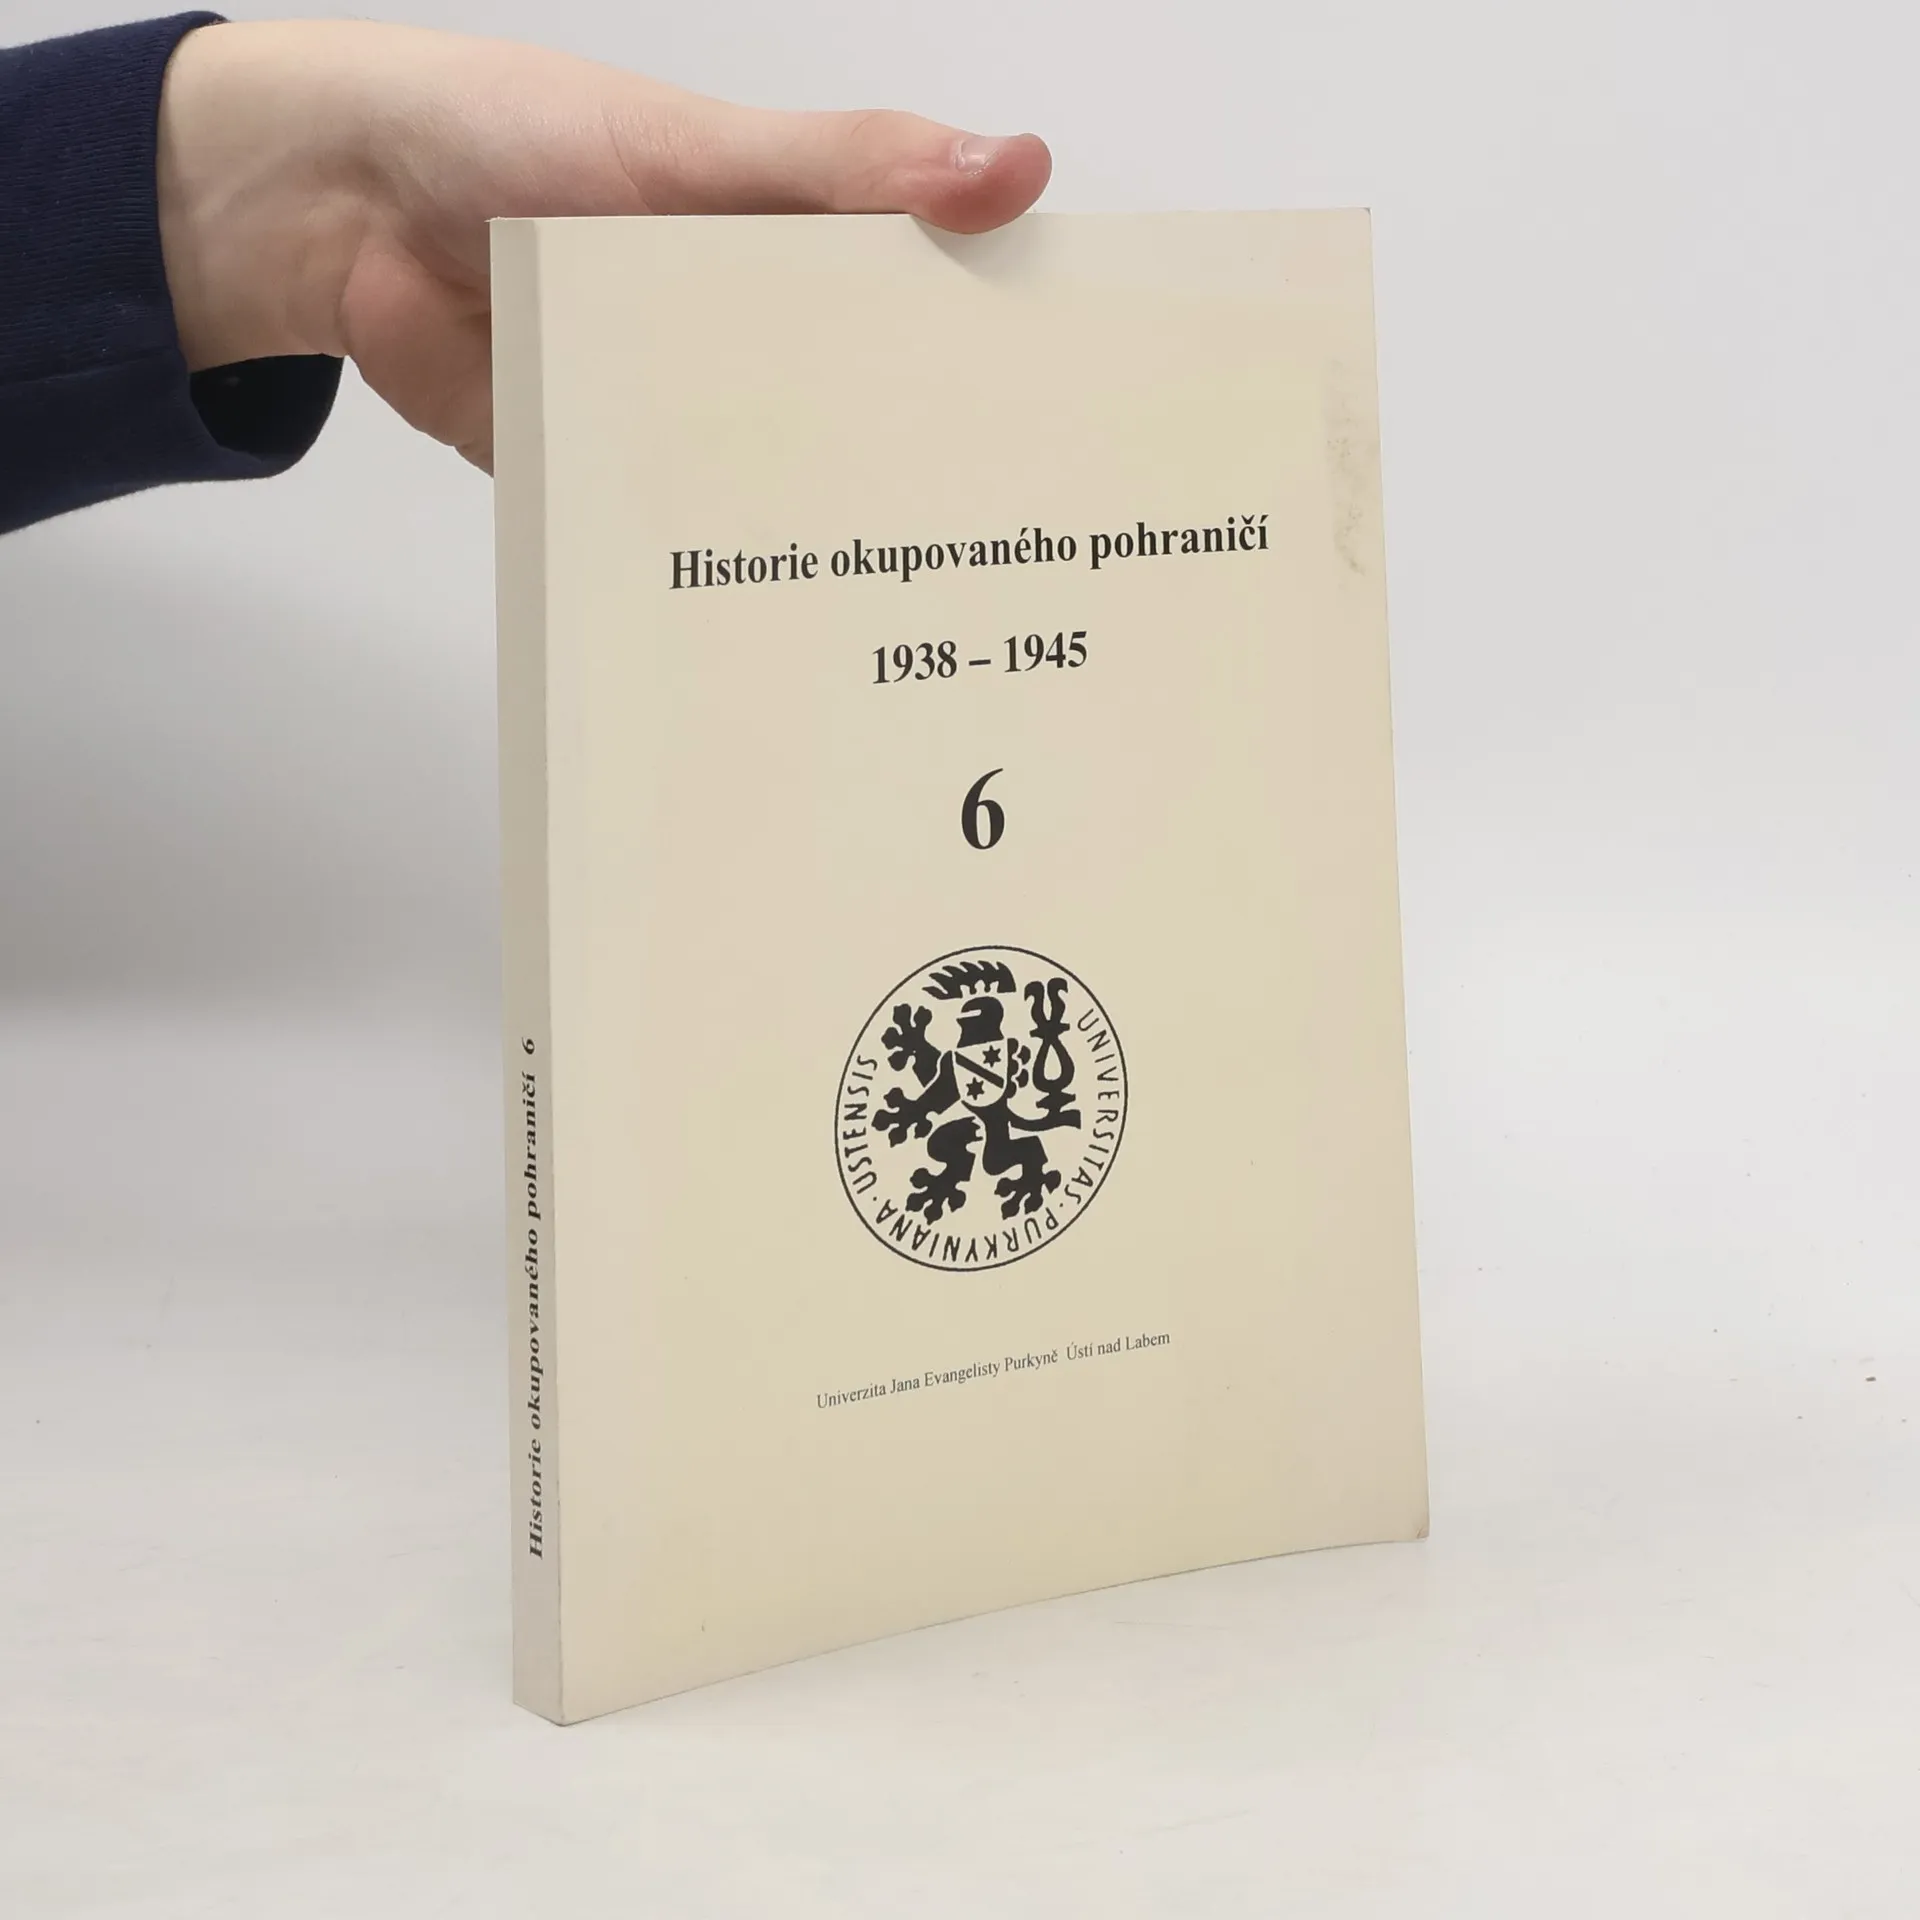 Historie okupovaného pohraničí
1938 – 1945
6
UNIVERSITAS · PURKYNIANA · USTENSIS
Univerzita Jana Evangelisty Purkyně Ústí nad Labem
Historie okupovaného pohraničí 6